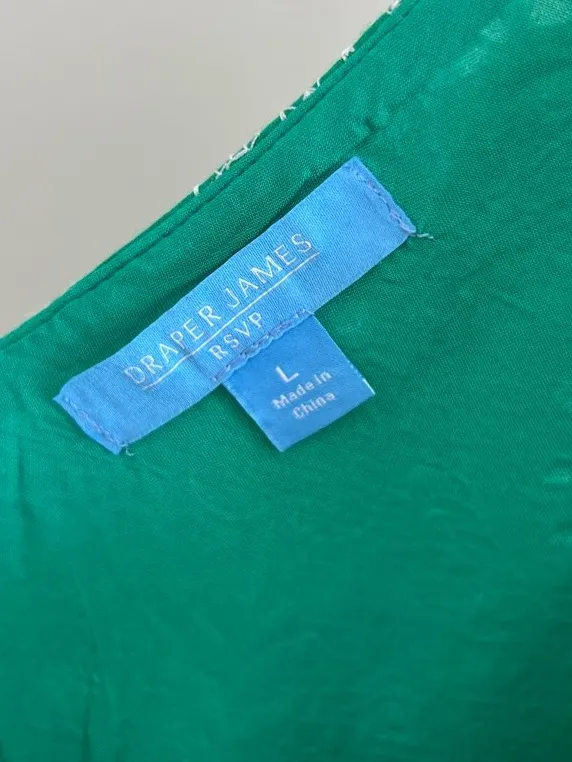 DRAPER JAMES
RSVP
L
Made in
China